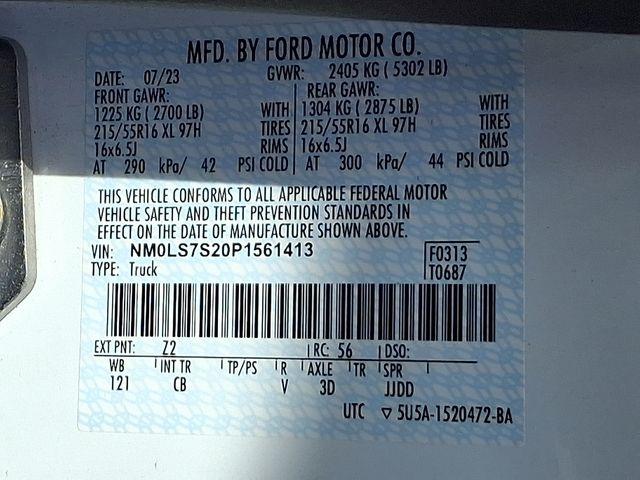 MFD. BY FORD MOTOR CO.
DATE: 07/23 GVWR: 2405 KG ( 5302 LB)
FRONT GAWR: REAR GAWR:
1225 KG ( 2700 LB) WITH 1304 KG ( 2875 LB) WITH
215/55R16 XL 97H TIRES 215/55R16 XL 97H TIRES
16x6.5J RIMS 16x6.5J RIMS
AT 290 kPa/ 42 PSI COLD AT 300 kPa/ 44 PSI COLD
THIS VEHICLE CONFORMS TO ALL APPLICABLE FEDERAL MOTOR
VEHICLE SAFETY AND THEFT PREVENTION STANDARDS IN
EFFECT ON THE DATE OF MANUFACTURE SHOWN ABOVE.
VIN: NM0LS7S20P1561413 F0313
TYPE: Truck T0687
EXT PNT: Z2 RC: 56 DSO:
WB INT TR TP/PS R AXLE TR SPR
121 CB V 3D JJDD
UTC ▽ 5U5A-1520472-BA